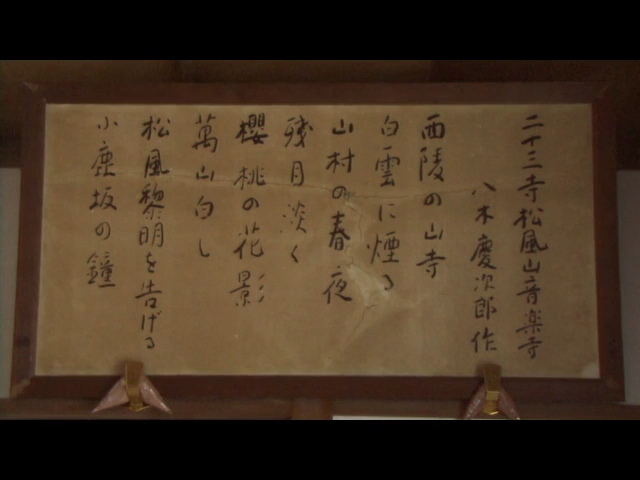 二十三寺松風山音楽寺
八木慶次郎作
西陵の山寺
白雲に煙る
山村の春夜
残月淡く
櫻桃の花影
萬山白し
松風黎明を告げる
小鹿坂の鐘